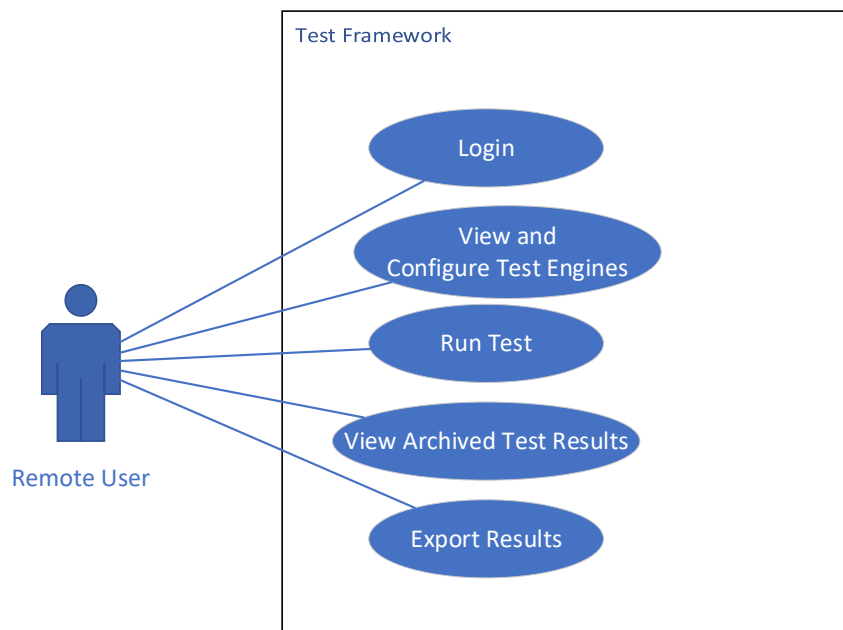 Test Framework
Login
View and
Configure Test Engines
Run Test
View Archived Test Results
Export Results
Remote User